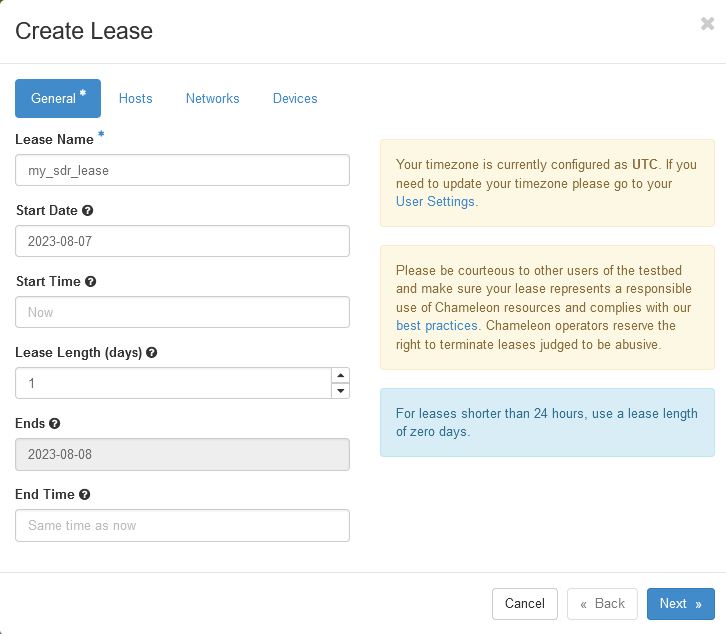 Create Lease
×
General *
Hosts
Networks
Devices
Lease Name *
my_sdr_lease
Start Date ?
2023-08-07
Start Time ?
Now
Lease Length (days) ?
1
Ends ?
2023-08-08
End Time ?
Same time as now
Your timezone is currently configured as UTC. If you
need to update your timezone please go to your
User Settings.
Please be courteous to other users of the testbed
and make sure your lease represents a responsible
use of Chameleon resources and complies with our
best practices. Chameleon operators reserve the
right to terminate leases judged to be abusive.
For leases shorter than 24 hours, use a lease length
of zero days.
Cancel
« Back
Next »